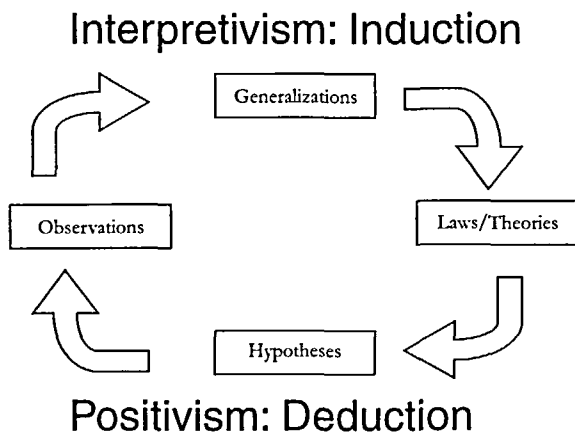 Interpretivism: Induction
Generalizations
Observations
Laws/Theories
Hypotheses
Positivism: Deduction